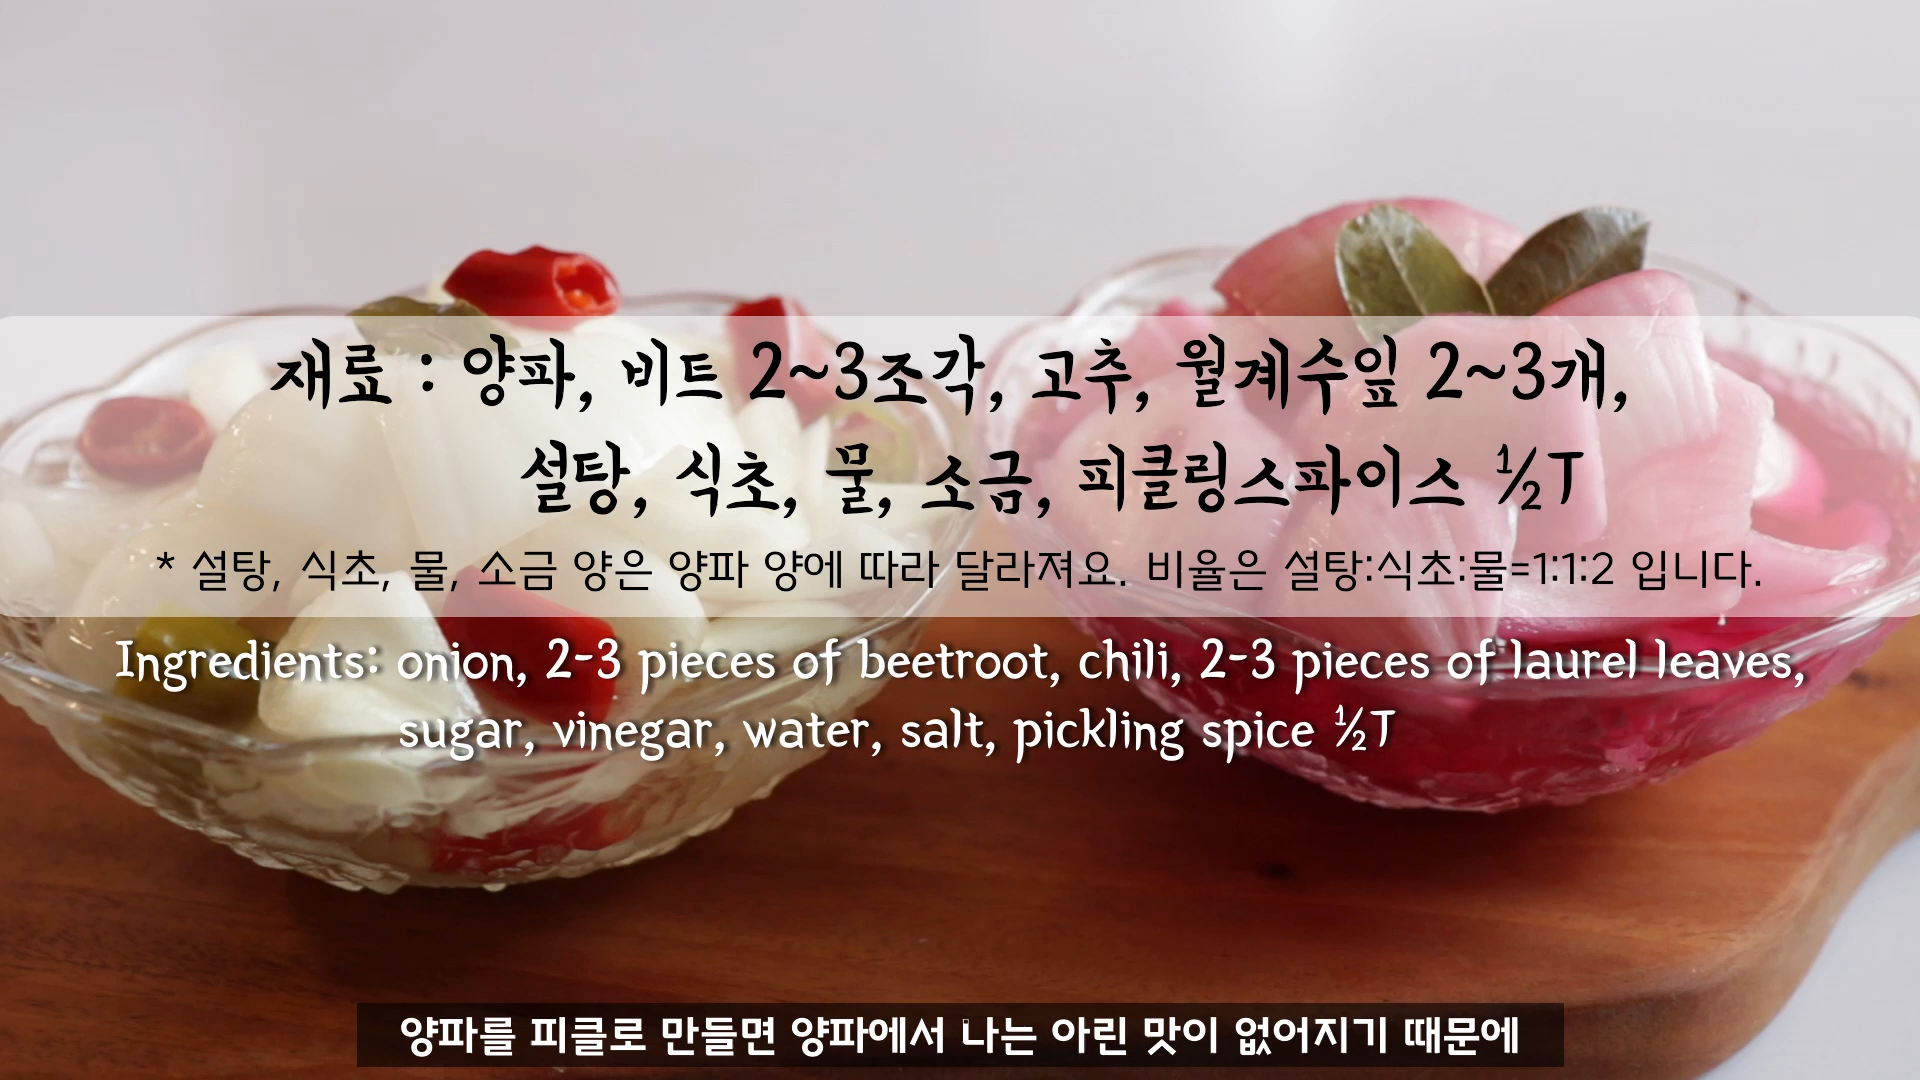 재료 : 양파, 비트 2~3조각, 고추, 월계수잎 2~3개,
설탕, 식초, 물, 소금, 피클링스파이스 ½T
* 설탕, 식초, 물, 소금 양은 양파 양에 따라 달라져요. 비율은 설탕:식초:물=1:1:2 입니다.
Ingredients: onion, 2-3 pieces of beetroot, chili, 2-3 pieces of laurel leaves,
sugar, vinegar, water, salt, pickling spice ½T
양파를 피클로 만들면 양파에서 나는 아린 맛이 없어지기 때문에